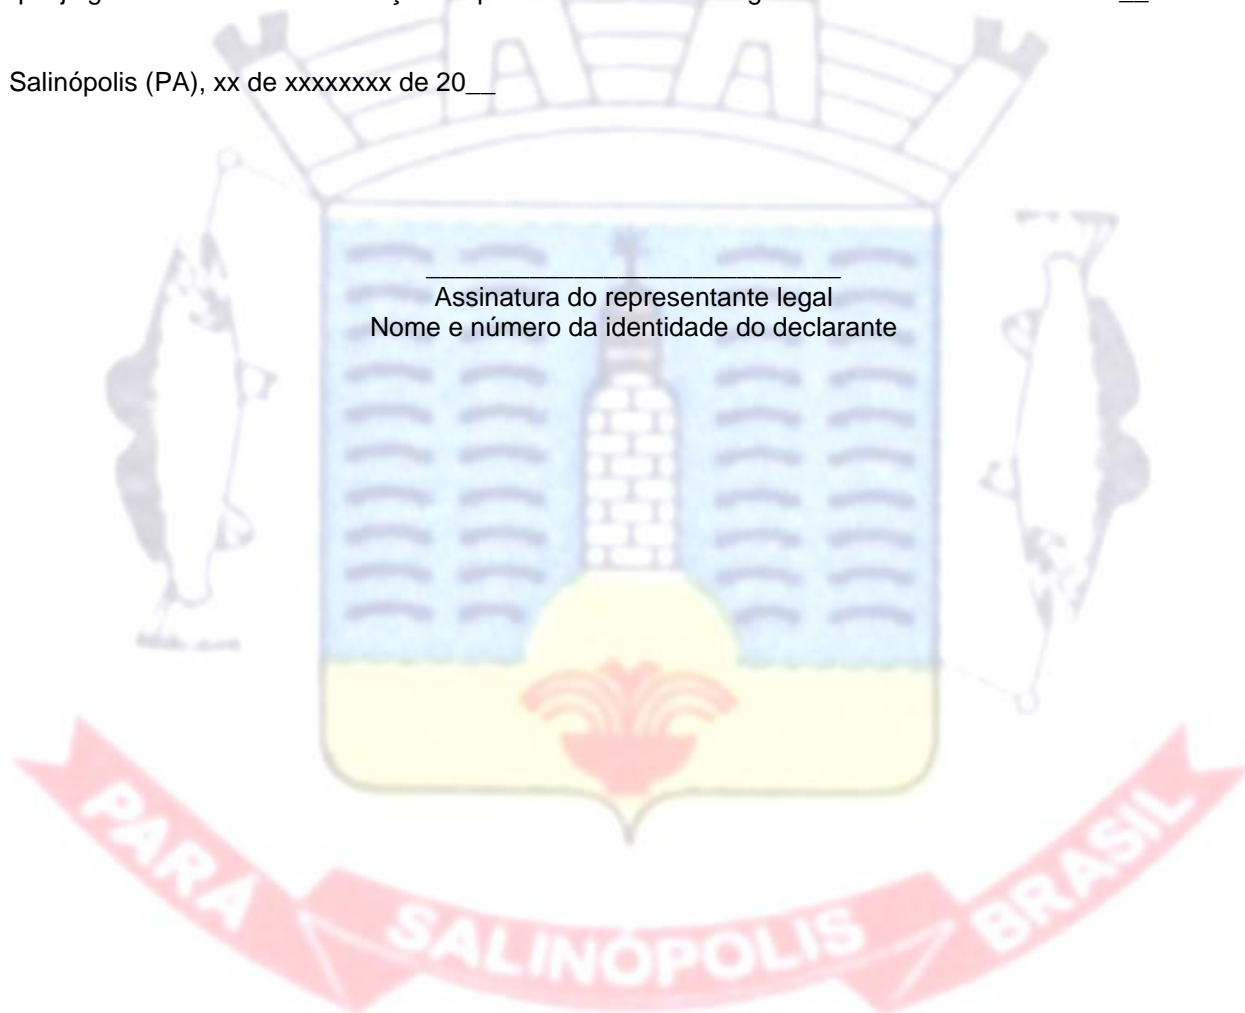 Salinópolis (PA), xx de xxxxxxxx de 20__
____________________________
Assinatura do representante legal
Nome e número da identidade do declarante
PARÁ SALINÓPOLIS BRASIL